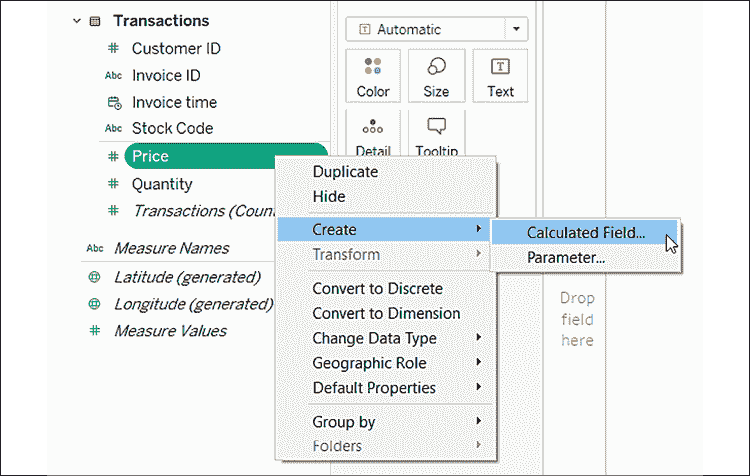 Transactions
# Customer ID
Abc Invoice ID
Invoice time
Abc Stock Code
# Price
# Quantity
# Transactions (Coun
Abc Measure Names
Latitude (generated)
Longitude (generated)
# Measure Values
Automatic
Color Size Text
Detail Tooltip
Duplicate
Hide
Create
Transform
Convert to Discrete
Convert to Dimension
Change Data Type
Geographic Role
Default Properties
Group by
Folders
Calculated Field...
Parameter...
Drop
field
here